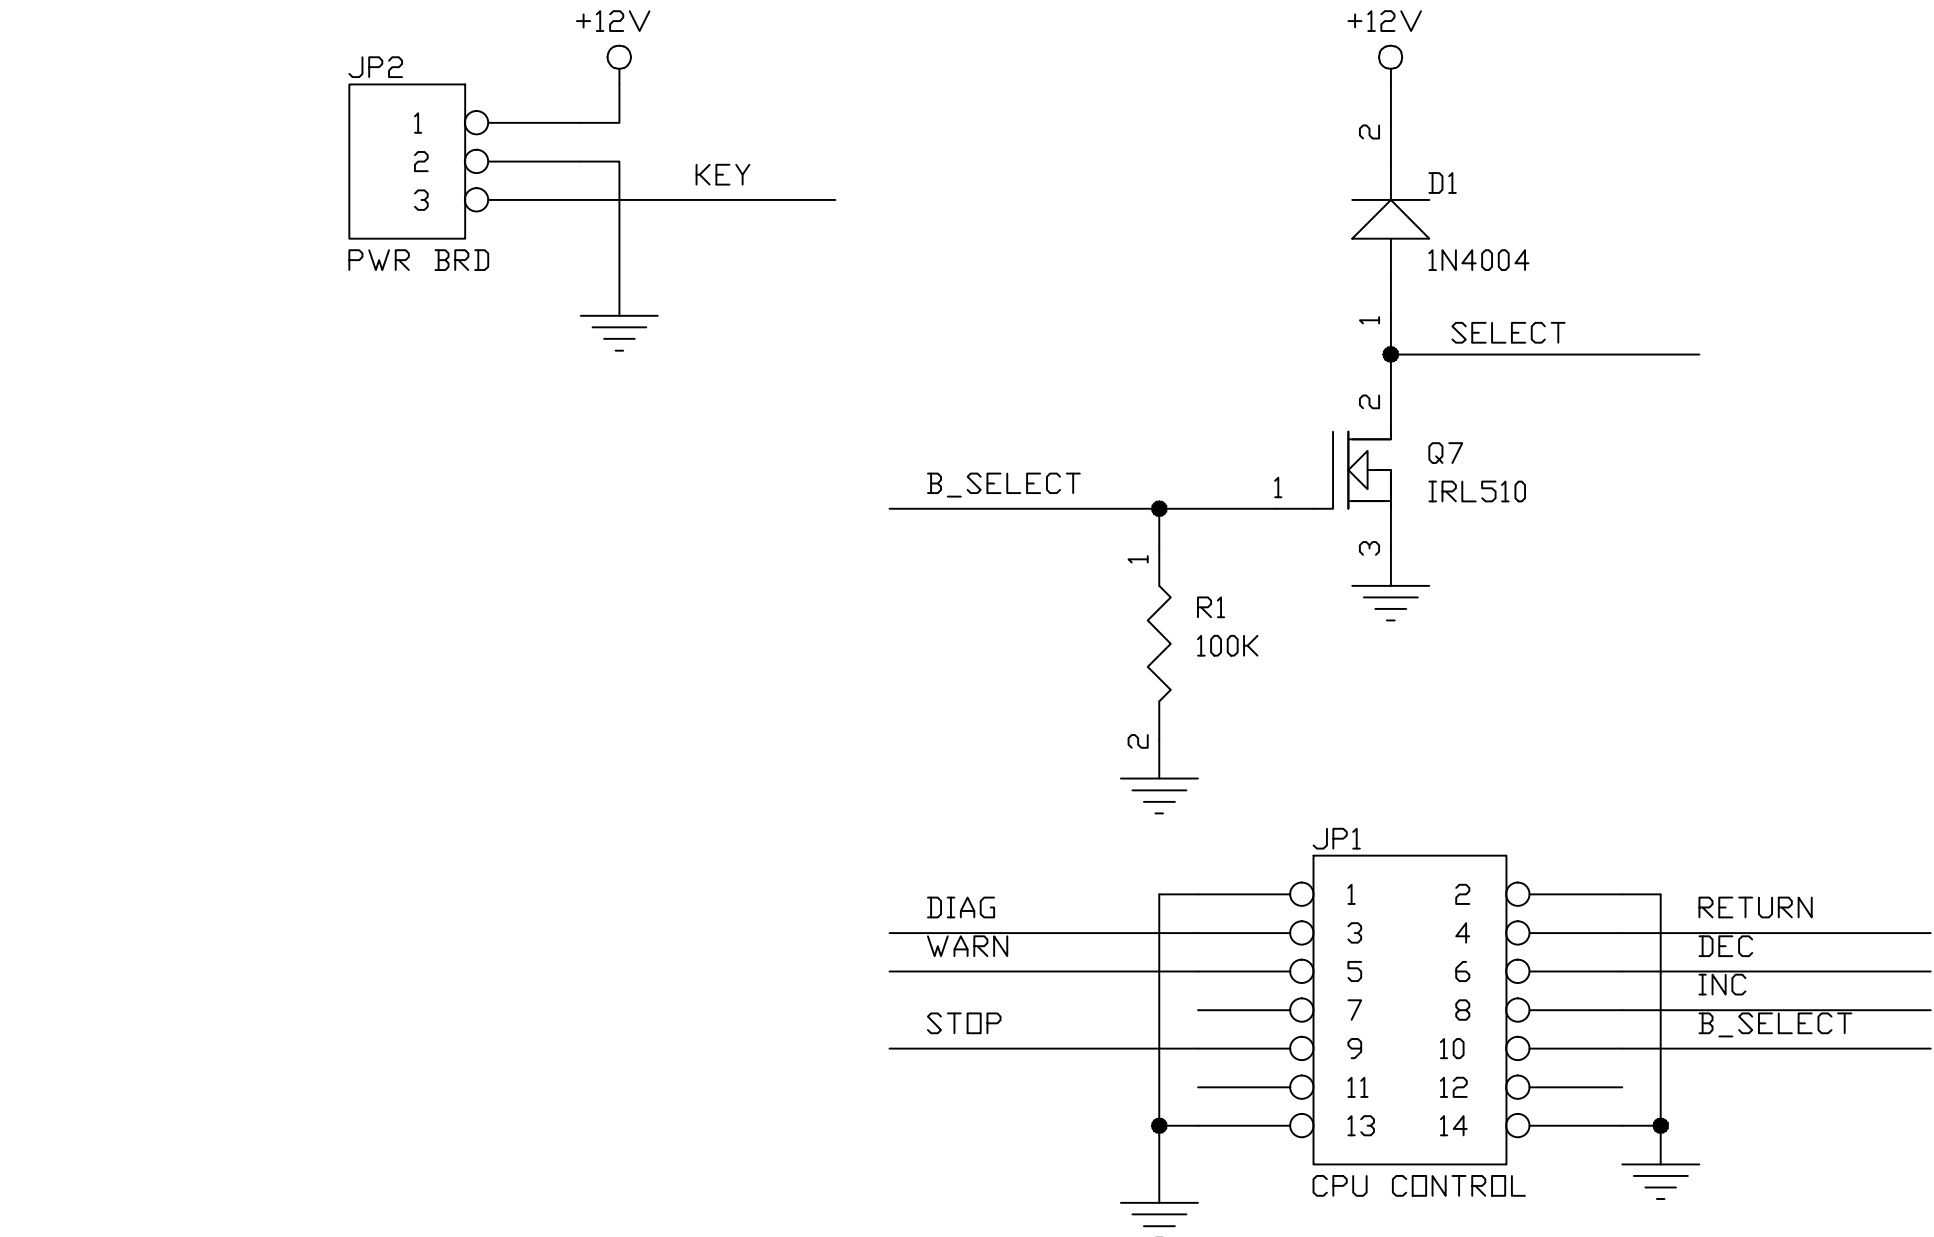 +12V
JP2
1
2
3
KEY
PWR BRD
+12V
2
D1
1N4004
1
SELECT
2
Q7
IRL510
B_SELECT
1
3
1
R1
100K
2
JP1
DIAG
1
2
RETURN
WARN
3
4
DEC
5
6
INC
STOP
7
8
B_SELECT
9
10
11
12
13
14
CPU CONTROL